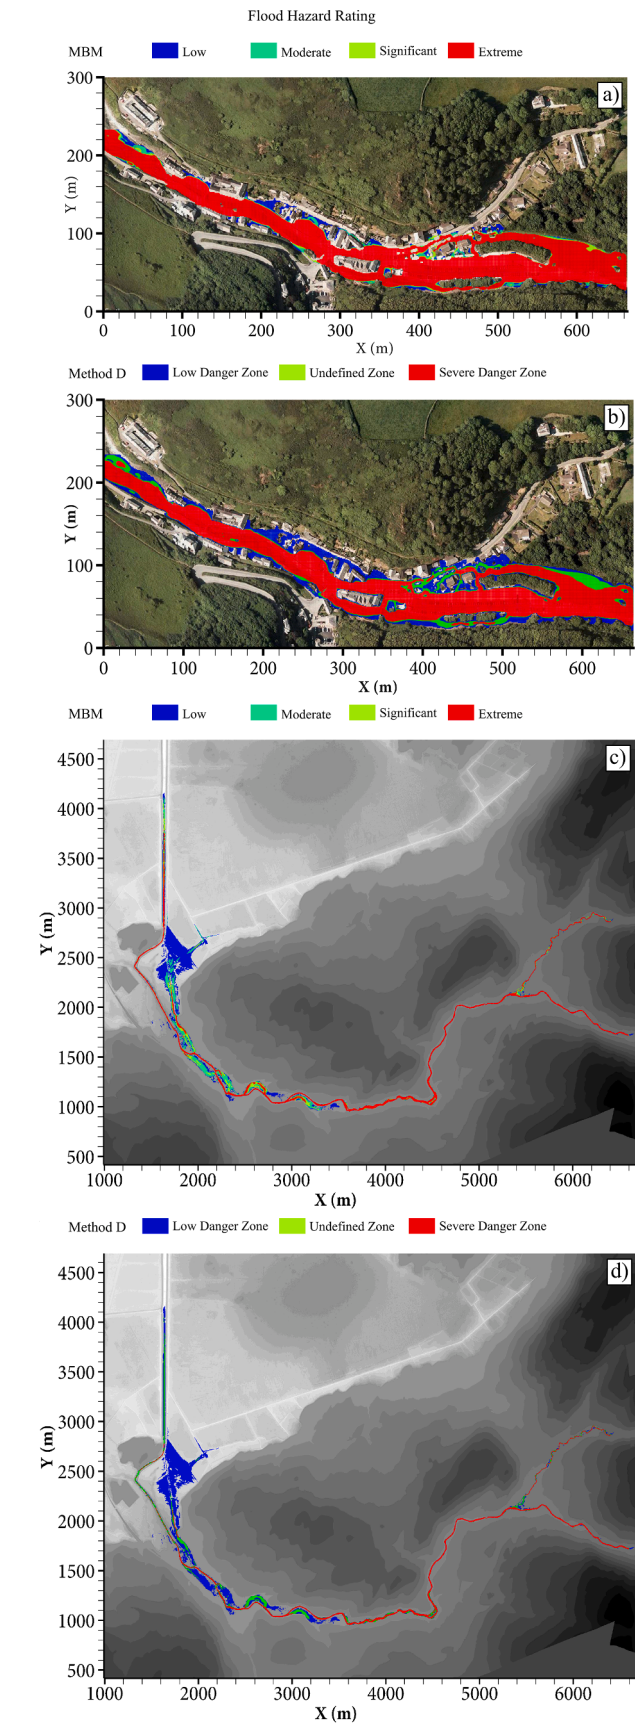 Flood Hazard Rating
MBM Low Moderate Significant Extreme
a)
300
200
100
0
Y (m)
0 100 200 300 400 500 600
X (m)
Method D Low Danger Zone Undefined Zone Severe Danger Zone
b)
300
200
100
0
Y (m)
0 100 200 300 400 500 600
X (m)
MBM Low Moderate Significant Extreme
c)
4500
4000
3500
3000
2500
2000
1500
1000
500
Y (m)
1000 2000 3000 4000 5000 6000
X (m)
Method D Low Danger Zone Undefined Zone Severe Danger Zone
d)
4500
4000
3500
3000
2500
2000
1500
1000
500
Y (m)
1000 2000 3000 4000 5000 6000
X (m)